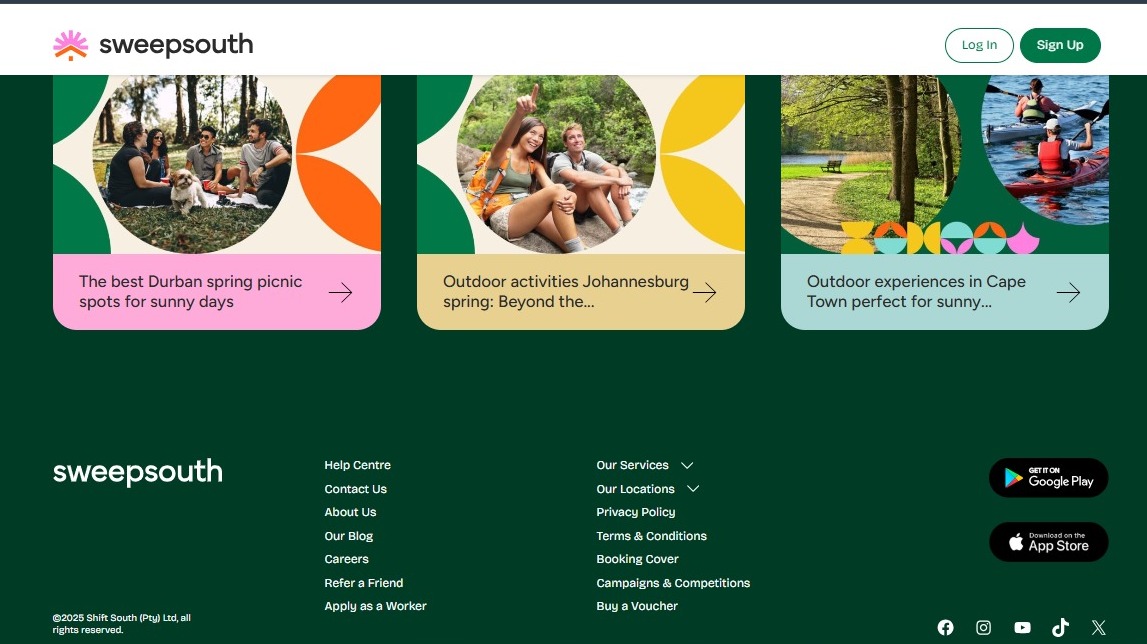 sweepsouth
Log In
Sign Up
The best Durban spring picnic
spots for sunny days
Outdoor activities Johannesburg
spring: Beyond the...
Outdoor experiences in Cape
Town perfect for sunny...
sweepsouth
Help Centre
Contact Us
About Us
Our Blog
Careers
Refer a Friend
Apply as a Worker
Our Services
Our Locations
Privacy Policy
Terms & Conditions
Booking Cover
Campaigns & Competitions
Buy a Voucher
GET IT ON
Google Play
Download on the
App Store
©2025 Shift South (Pty) Ltd, all
rights reserved.